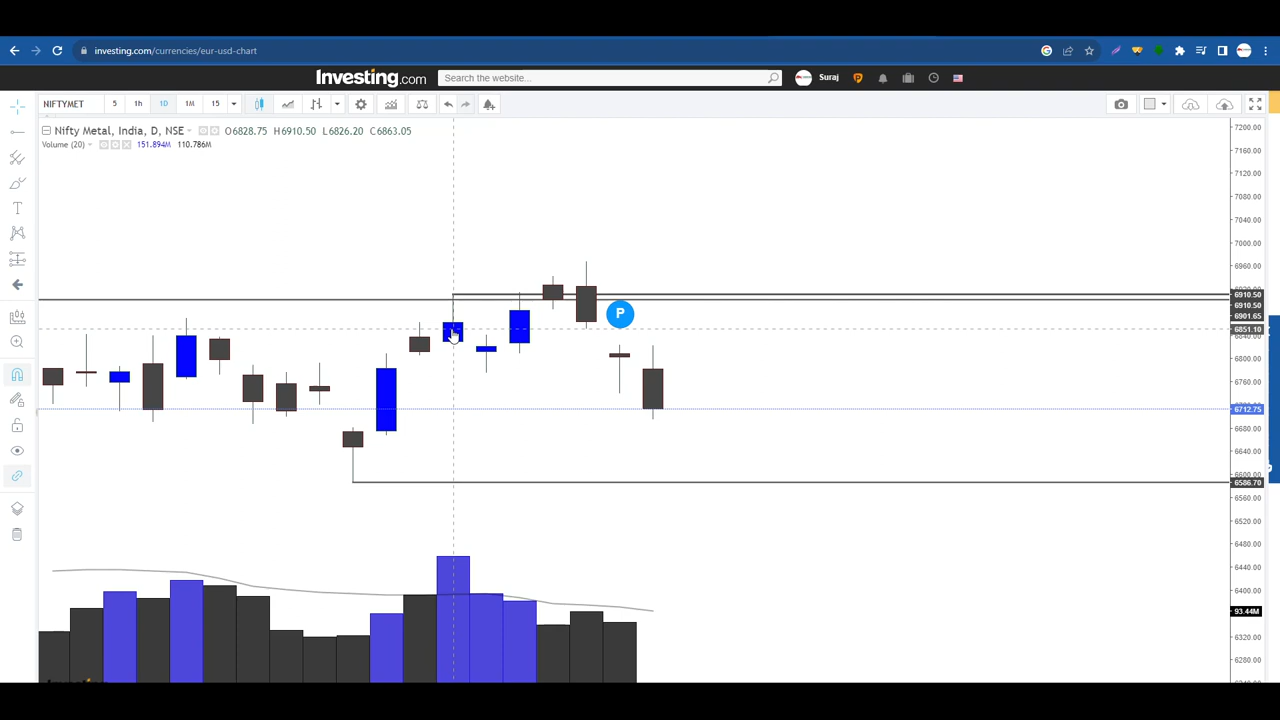 investing.com/currencies/eur-usd-chart
Investing.com
Search the website...
Suraj
NIFTYMET 5 1h 1D 1M 15
Nifty Metal, India, D, NSE O6828.75 H6910.50 L6826.20 C6863.05
Volume (20) 151.894M 110.786M
P
7200.00
7160.00
7120.00
7080.00
7040.00
7000.00
6960.00
6910.50
6910.50
6901.65
6851.10
6800.00
6760.00
6712.75
6680.00
6640.00
6586.70
6560.00
6520.00
6480.00
6440.00
6400.00
93.44M
6320.00
6280.00